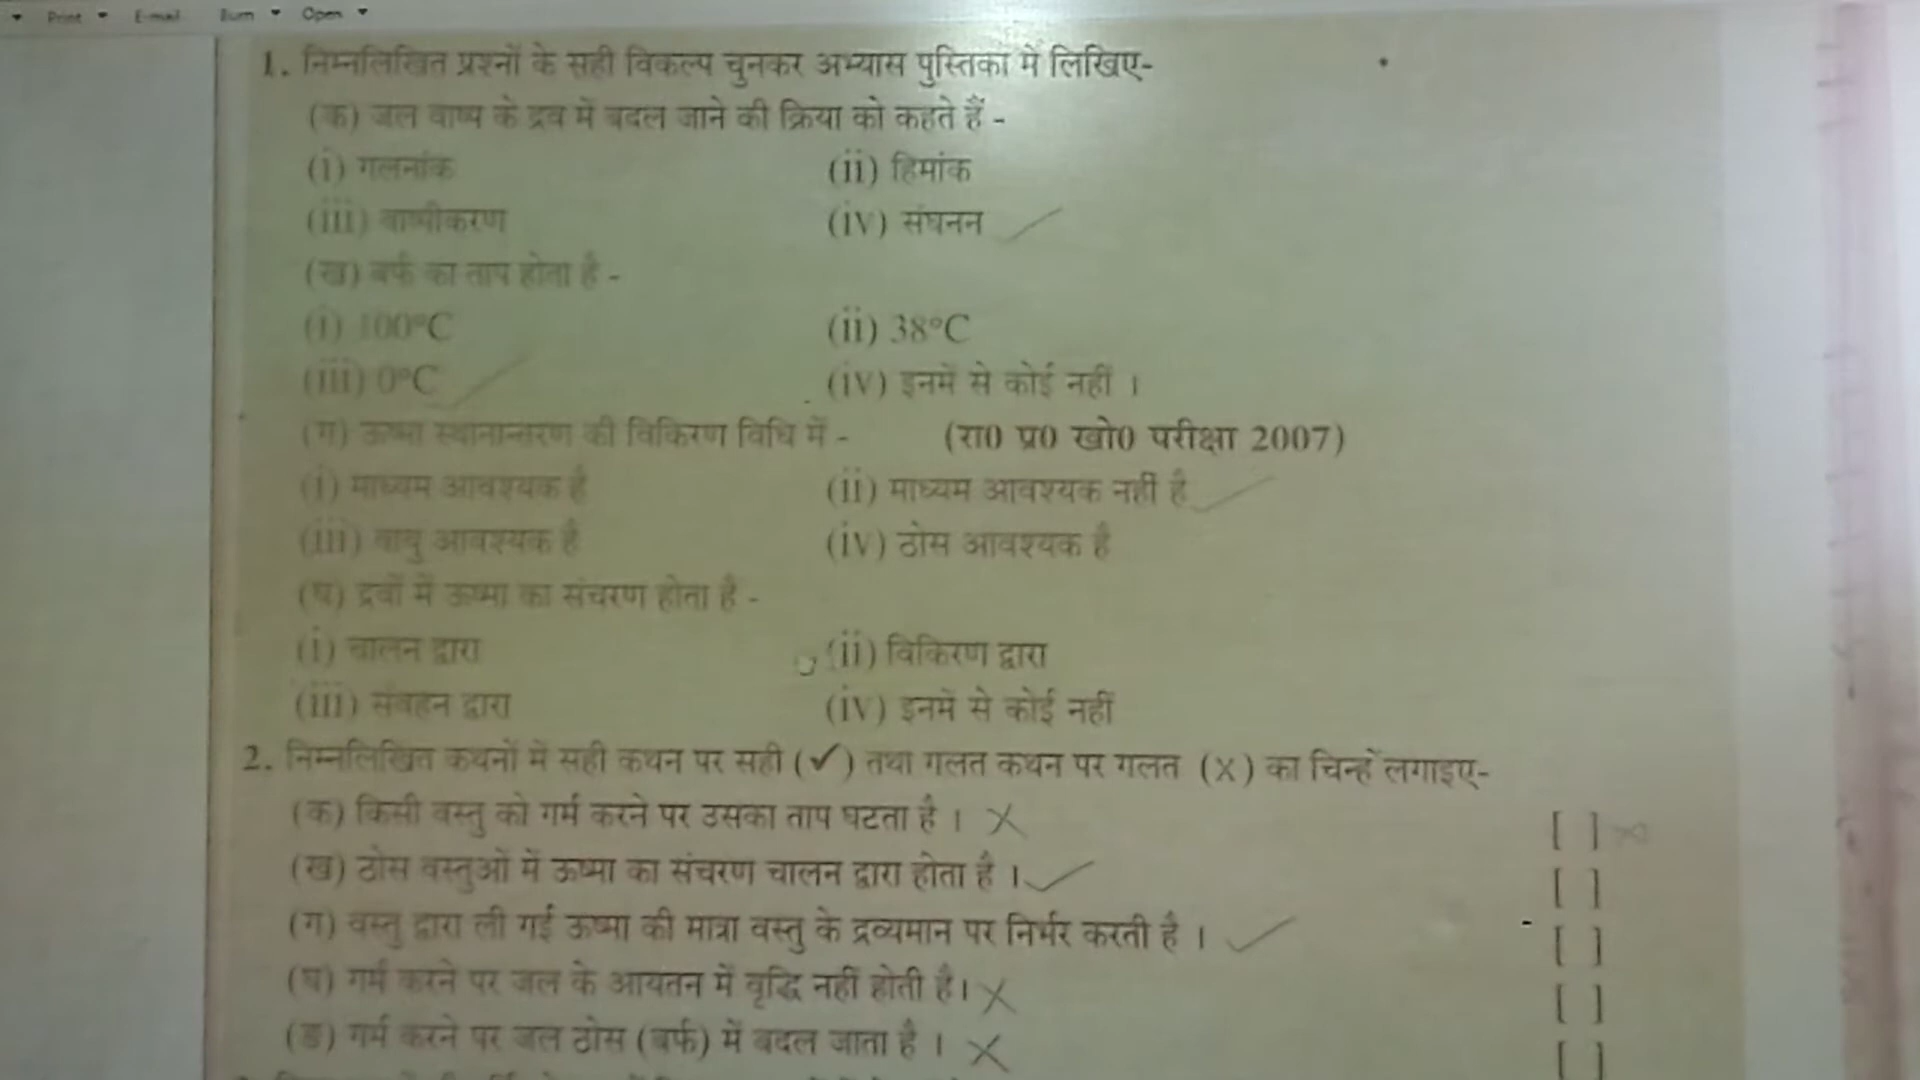 Print E-mail Burn Open
1. निम्नलिखित प्रश्नों के सही विकल्प चुनकर अभ्यास पुस्तिका में लिखिए-
(क) जल वाष्प के द्रव में बदल जाने की क्रिया को कहते हैं -
(i) गलनांक (ii) हिमांक
(iii) वाष्पीकरण (iv) संघनन
(ख) बर्फ का ताप होता है -
(i) 100°C (ii) 38°C
(iii) 0°C (iv) इनमें से कोई नहीं ।
(ग) ऊष्मा स्थानान्तरण की विकिरण विधि में - (रा0 प्र0 खो0 परीक्षा 2007)
(i) माध्यम आवश्यक है (ii) माध्यम आवश्यक नहीं है
(iii) वायु आवश्यक है (iv) ठोस आवश्यक है
(घ) द्रवों में ऊष्मा का संचरण होता है -
(i) चालन द्वारा (ii) विकिरण द्वारा
(iii) संवहन द्वारा (iv) इनमें से कोई नहीं
2. निम्नलिखित कथनों में सही कथन पर सही (✓) तथा गलत कथन पर गलत (X) का चिन्हें लगाइए-
(क) किसी वस्तु को गर्म करने पर उसका ताप घटता है । X [ ] X
(ख) ठोस वस्तुओं में ऊष्मा का संचरण चालन द्वारा होता है । ✓ [ ]
(ग) वस्तु द्वारा ली गई ऊष्मा की मात्रा वस्तु के द्रव्यमान पर निर्भर करती है । ✓ [ ]
(घ) गर्म करने पर जल के आयतन में वृद्धि नहीं होती है। X [ ]
(ङ) गर्म करने पर जल ठोस (बर्फ) में बदल जाता है । X [ ]